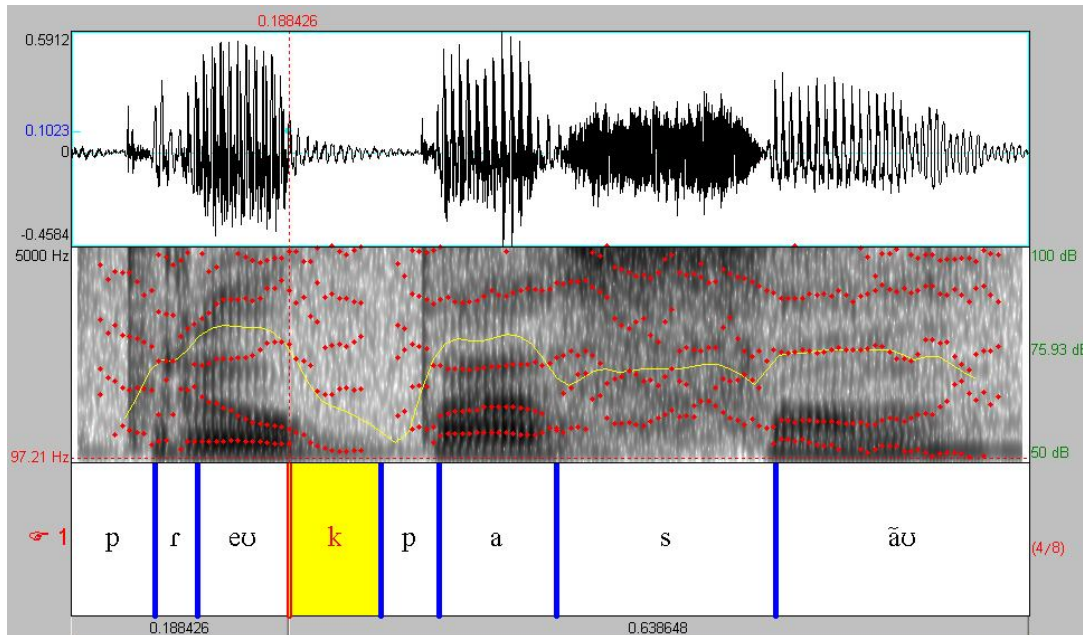 0.188426
0.5912
0.1023
0
-0.4584
5000 Hz
100 dB
75.93 dB
97.21 Hz
50 dB
☞ 1
p ɾ eʊ k p a s ãʊ
(4/8)
0.188426 0.638648